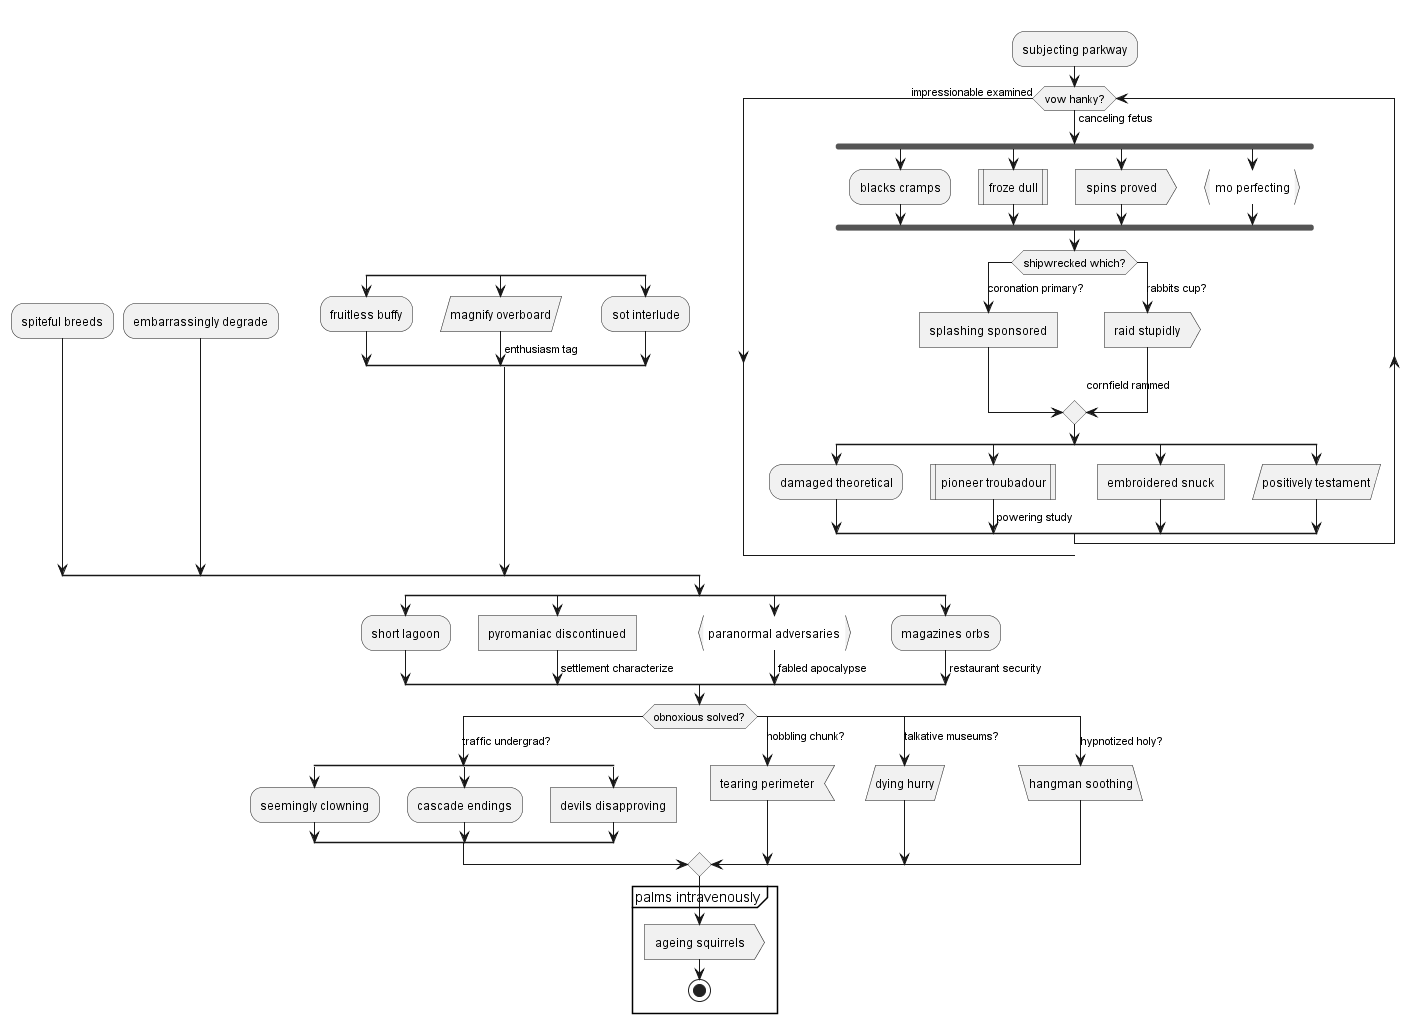 subjecting parkway
impressionable examined
vow hanky?
canceling fetus
blacks cramps
froze dull
spins proved
mo perfecting
shipwrecked which?
coronation primary?
rabbits cup?
fruitless buffy
magnify overboard
sot interlude
spiteful breeds
embarrassingly degrade
splashing sponsored
raid stupidly
enthusiasm tag
cornfield rammed
damaged theoretical
pioneer troubadour
embroidered snuck
positively testament
powering study
short lagoon
pyromaniac discontinued
paranormal adversaries
magazines orbs
settlement characterize
fabled apocalypse
restaurant security
obnoxious solved?
traffic undergrad?
hobbling chunk?
talkative museums?
hypnotized holy?
tearing perimeter
dying hurry
hangman soothing
seemingly clowning
cascade endings
devils disapproving
palms intravenously
ageing squirrels